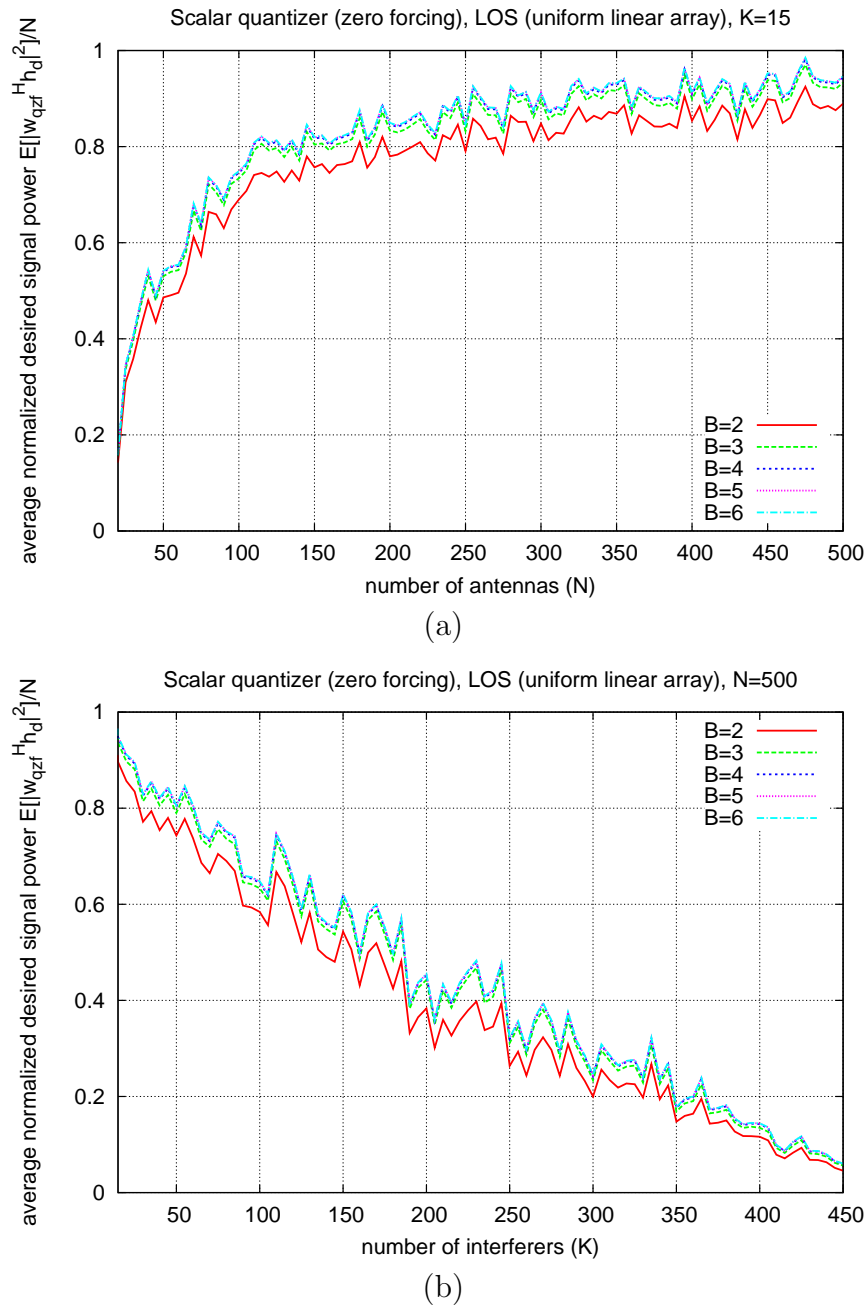 Scalar quantizer (zero forcing), LOS (uniform linear array), K=15
average normalized desired signal power E[|w_qzf^H h_d|^2]/N
1
0.8
0.6
0.4
0.2
0
B=2
B=3
B=4
B=5
B=6
50 100 150 200 250 300 350 400 450 500
number of antennas (N)
(a)
Scalar quantizer (zero forcing), LOS (uniform linear array), N=500
average normalized desired signal power E[|w_qzf^H h_d|^2]/N
1
0.8
0.6
0.4
0.2
0
B=2
B=3
B=4
B=5
B=6
50 100 150 200 250 300 350 400 450
number of interferers (K)
(b)